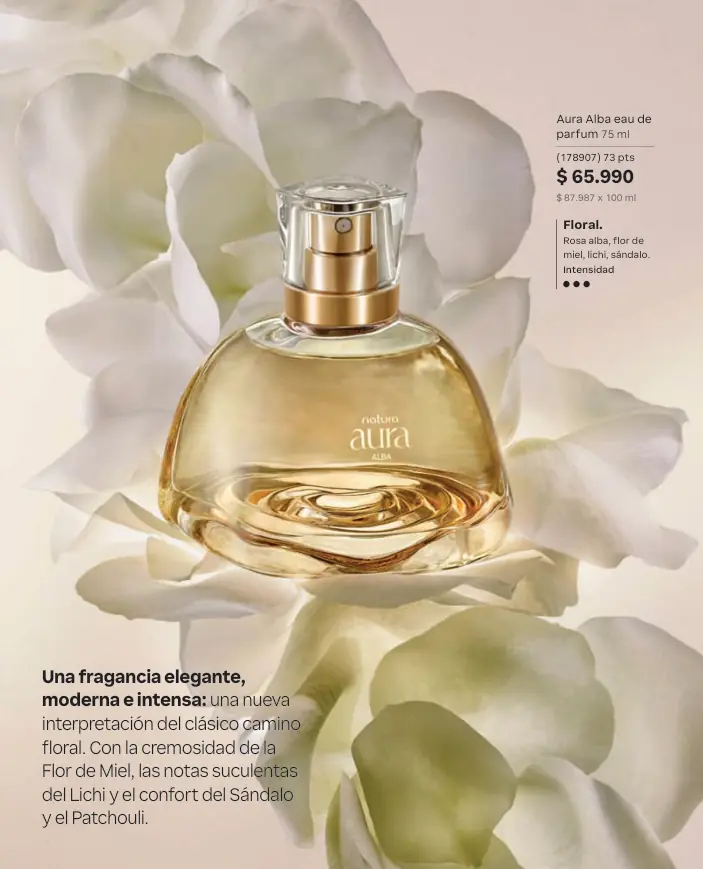 Aura Alba eau de
parfum 75 ml
(178907) 73 pts
$ 65.990
$ 87.987 x 100 ml
Floral.
Rosa alba, flor de
miel, lichi, sándalo.
Intensidad
natura
aura
ALBA
Una fragancia elegante,
moderna e intensa: una nueva
interpretación del clásico camino
floral. Con la cremosidad de la
Flor de Miel, las notas suculentas
del Lichi y el confort del Sándalo
y el Patchouli.